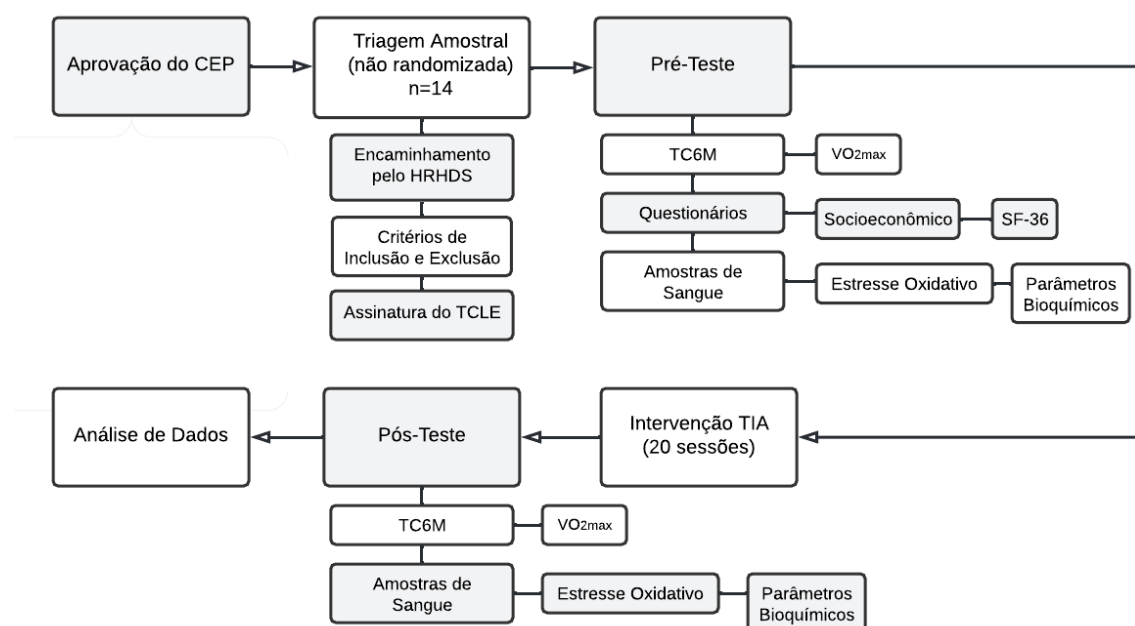 Aprovação do CEP
Triagem Amostral
(não randomizada)
n=14
Pré-Teste
Encaminhamento
pelo HRHDS
Critérios de
Inclusão e Exclusão
Assinatura do TCLE
TC6M
VO2max
Questionários
Socioeconômico
SF-36
Amostras de
Sangue
Estresse Oxidativo
Parâmetros
Bioquímicos
Análise de Dados
Pós-Teste
Intervenção TIA
(20 sessões)
TC6M
VO2max
Amostras de
Sangue
Estresse Oxidativo
Parâmetros
Bioquímicos